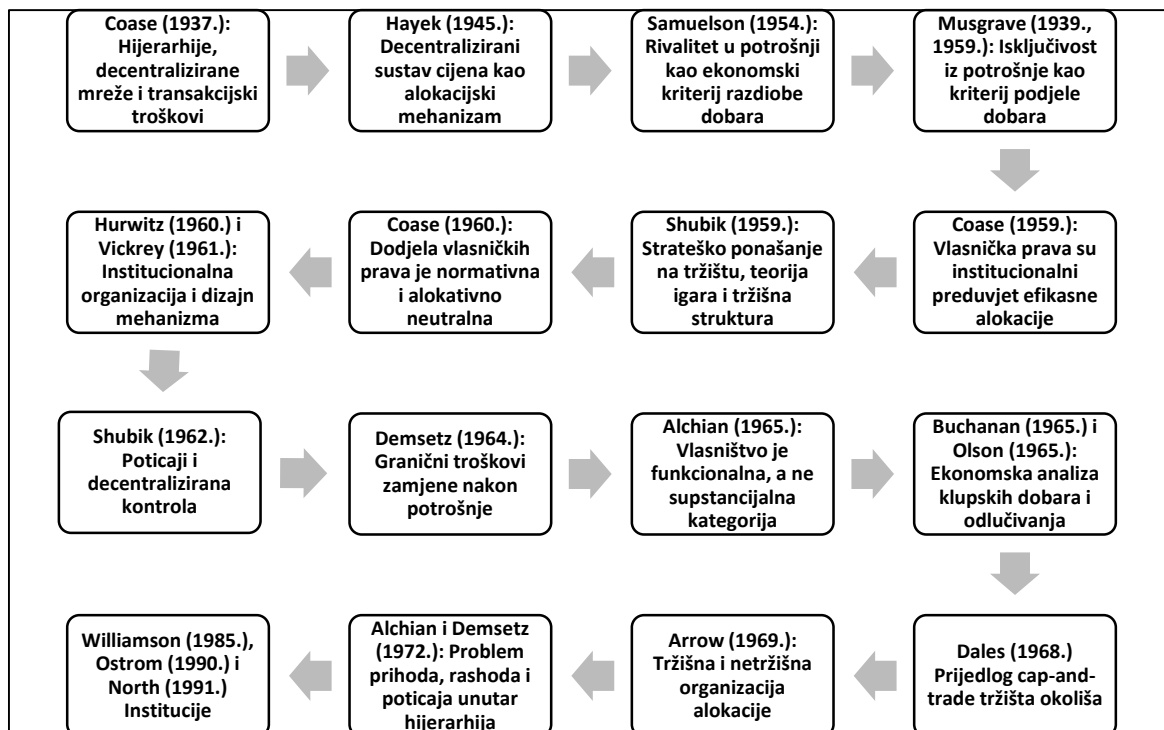 Coase (1937.):
Hijerarhije,
decentralizirane
mreže i transakcijski
troškovi
Hayek (1945.):
Decentralizirani
sustav cijena kao
alokacijski
mehanizam
Samuelson (1954.):
Rivalitet u potrošnji
kao ekonomski
kriterij razdiobe
dobara
Musgrave (1939.,
1959.): Isključivost
iz potrošnje kao
kriterij podjele
dobara
Coase (1959.):
Vlasnička prava su
institucionalni
preduvjet efikasne
alokacije
Shubik (1959.):
Strateško ponašanje
na tržištu, teorija
igara i tržišna
struktura
Coase (1960.):
Dodjela vlasničkih
prava je normativna
i alokativno
neutralna
Hurwitz (1960.) i
Vickrey (1961.):
Institucionalna
organizacija i dizajn
mehanizma
Shubik (1962.):
Poticaji i
decentralizirana
kontrola
Demsetz (1964.):
Granični troškovi
zamjene nakon
potrošnje
Alchian (1965.):
Vlasništvo je
funkcionalna, a ne
supstancijalna
kategorija
Buchanan (1965.) i
Olson (1965.):
Ekonomska analiza
klupskih dobara i
odlučivanja
Dales (1968.)
Prijedlog cap-and-
trade tržišta okoliša
Arrow (1969.):
Tržišna i netržišna
organizacija
alokacije
Alchian i Demsetz
(1972.): Problem
prihoda, rashoda i
poticaja unutar
hijerarhija
Williamson (1985.),
Ostrom (1990.) i
North (1991.)
Institucije